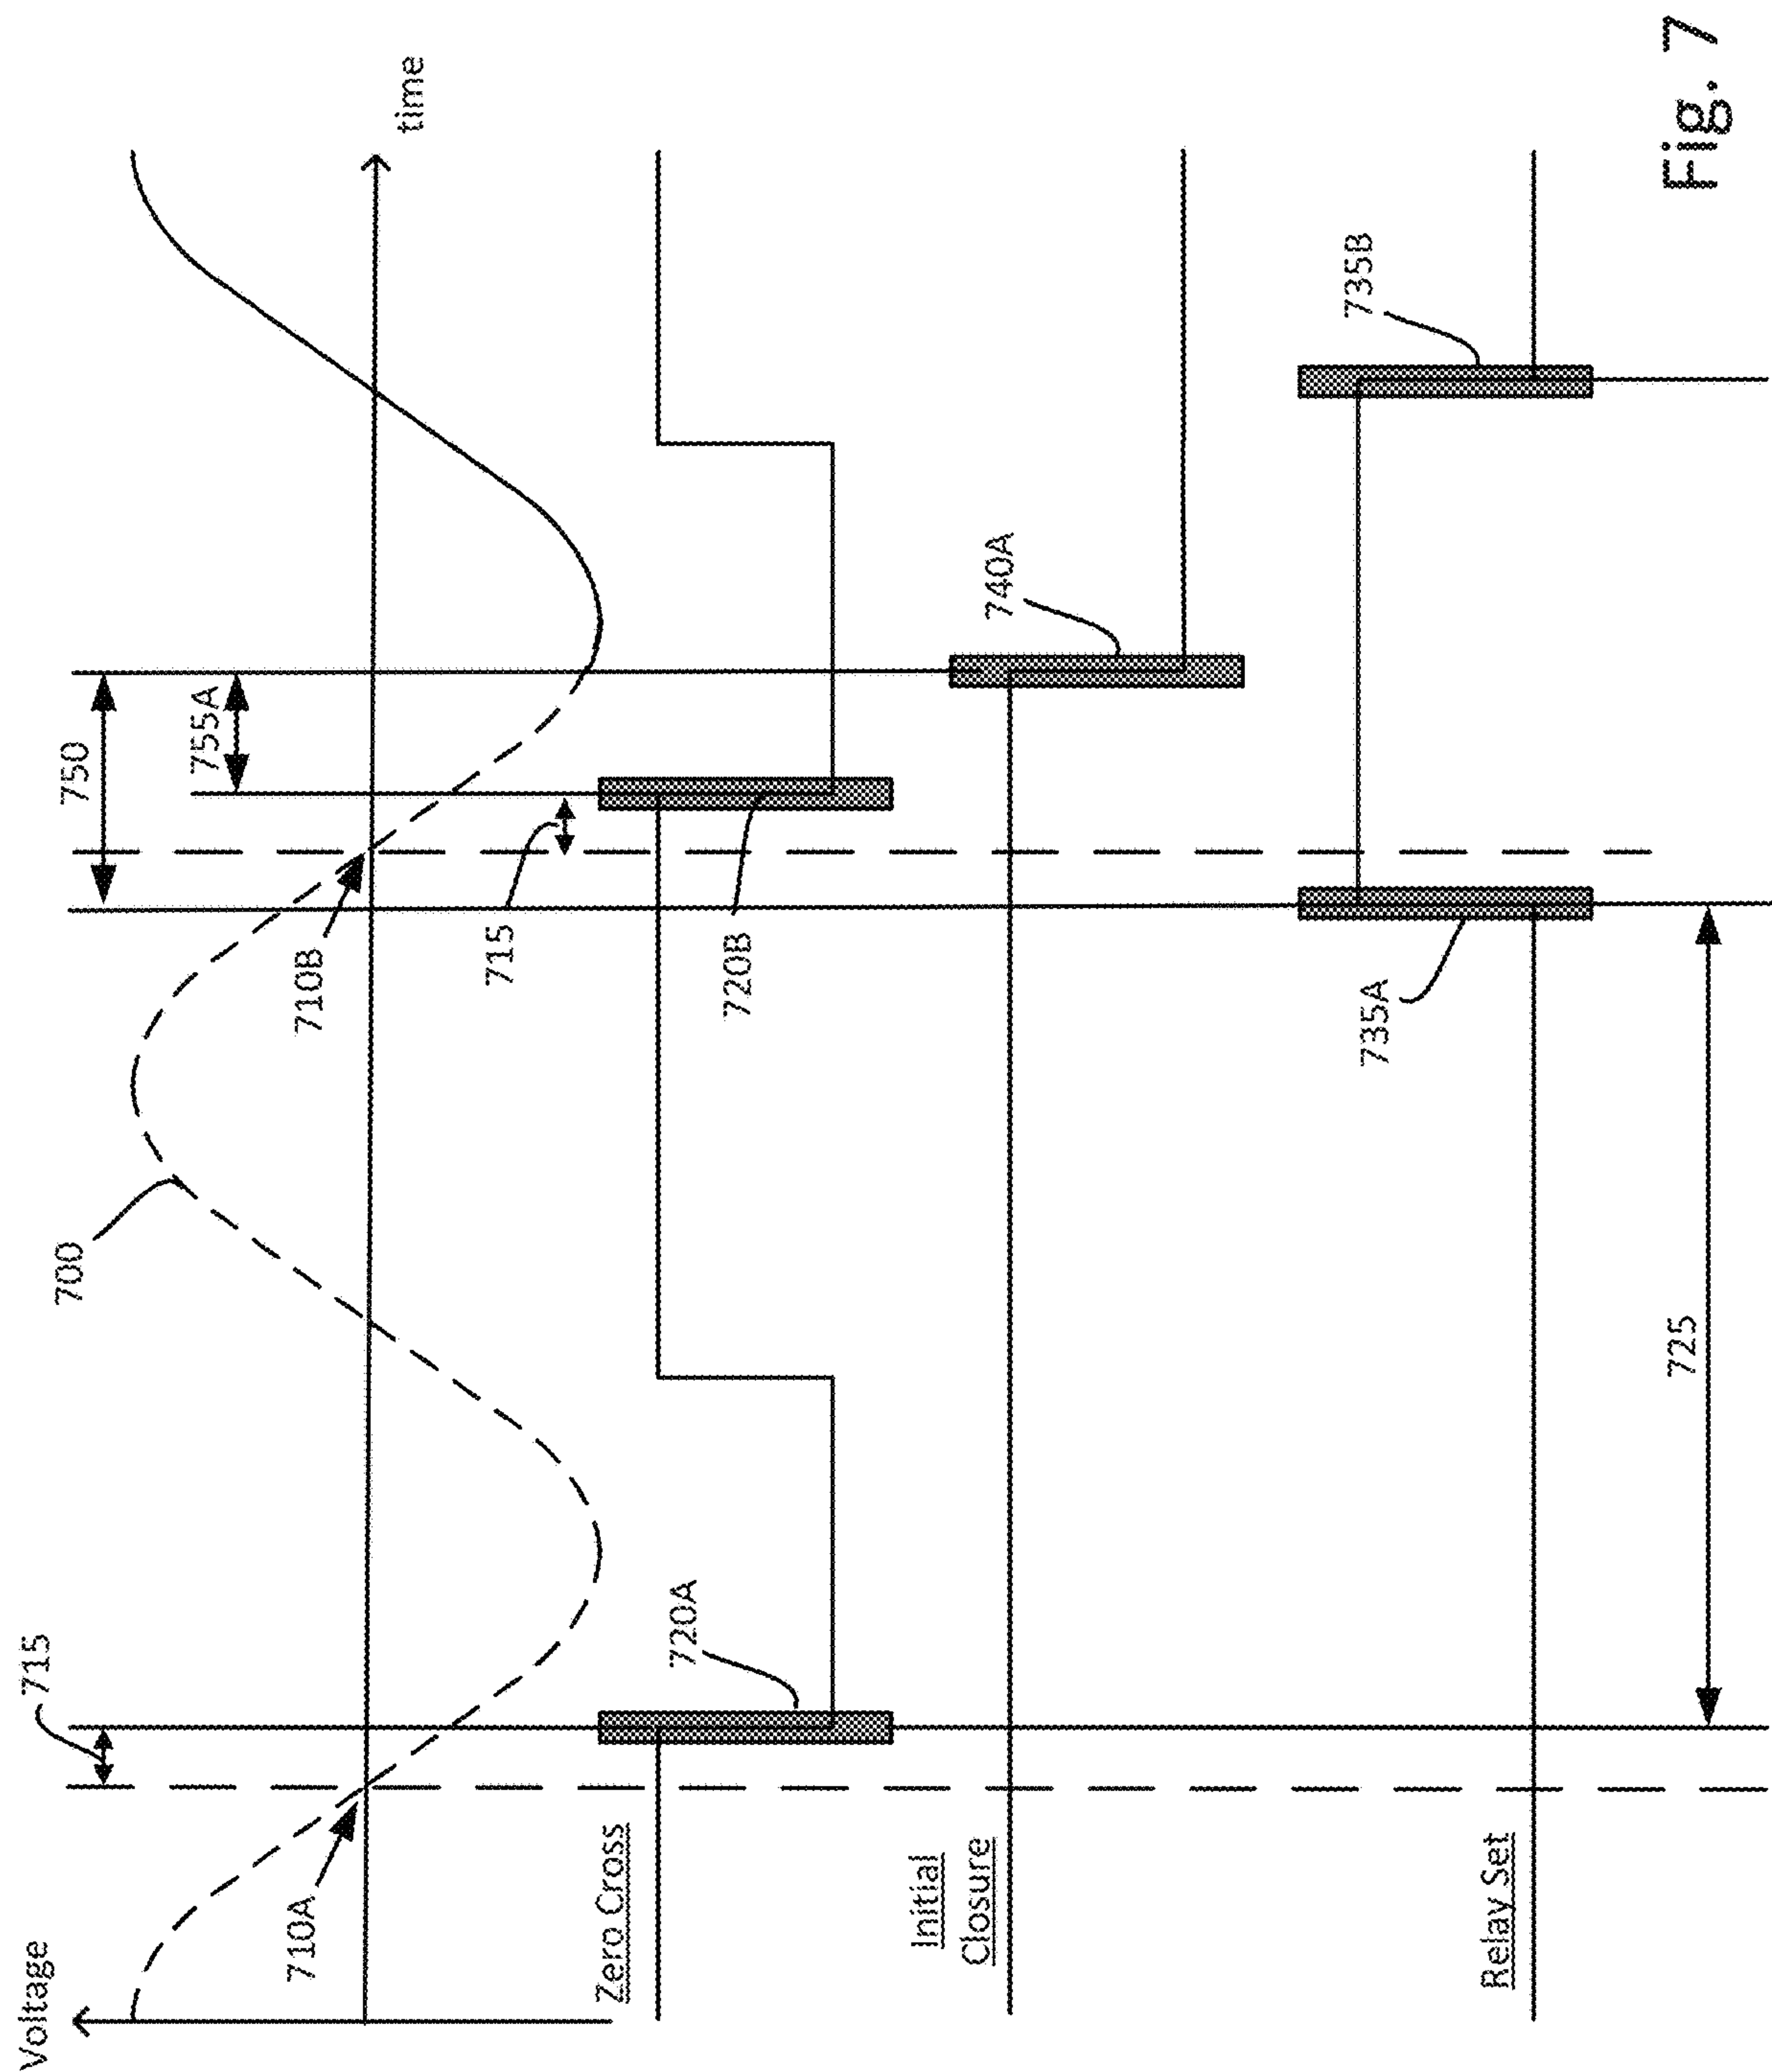 Voltage
715
700
750
755A
time
710A
710B
715
Zero Cross
720A
720B
Initial
Closure
740A
Relay Set
735A
735B
725
Fig. 7